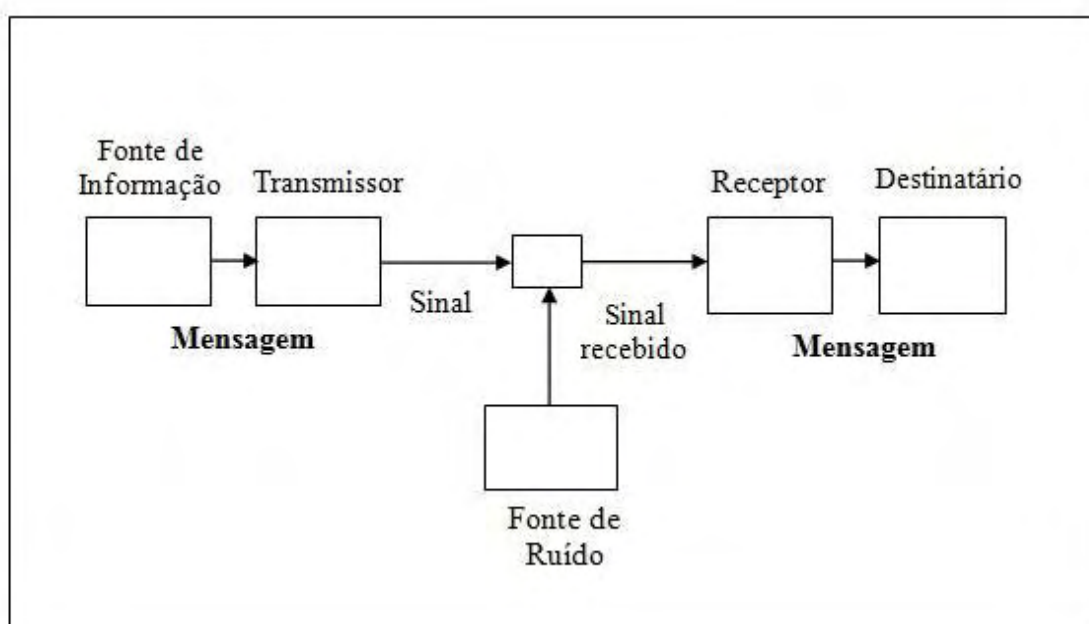 Fonte de
Informação
Transmissor
Receptor
Destinatário
Sinal
Sinal
recebido
Mensagem
Mensagem
Fonte de
Ruído